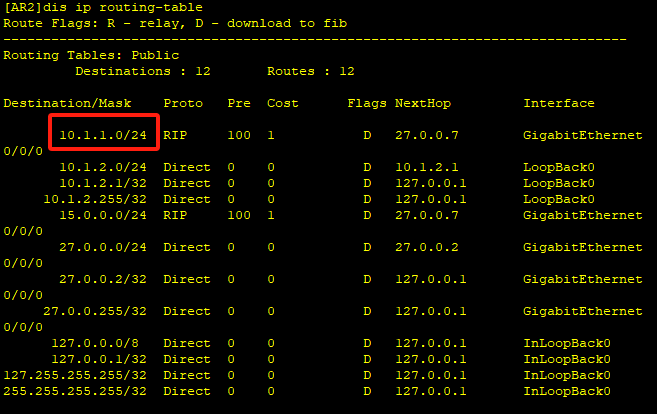 [AR2]dis ip routing-table
Route Flags: R - relay, D - download to fib
------------------------------------------------------------------------------
Routing Tables: Public
         Destinations : 12       Routes : 12

Destination/Mask    Proto   Pre  Cost      Flags NextHop         Interface

       10.1.1.0/24  RIP     100  1           D   27.0.0.7        GigabitEthernet
0/0/0
       10.1.2.0/24  Direct  0    0           D   10.1.2.1        LoopBack0
       10.1.2.1/32  Direct  0    0           D   127.0.0.1       LoopBack0
     10.1.2.255/32  Direct  0    0           D   127.0.0.1       LoopBack0
       15.0.0.0/24  RIP     100  1           D   27.0.0.7        GigabitEthernet
0/0/0
       27.0.0.0/24  Direct  0    0           D   27.0.0.2        GigabitEthernet
0/0/0
       27.0.0.2/32  Direct  0    0           D   127.0.0.1       GigabitEthernet
0/0/0
     27.0.0.255/32  Direct  0    0           D   127.0.0.1       GigabitEthernet
0/0/0
      127.0.0.0/8   Direct  0    0           D   127.0.0.1       InLoopBack0
      127.0.0.1/32  Direct  0    0           D   127.0.0.1       InLoopBack0
127.255.255.255/32  Direct  0    0           D   127.0.0.1       InLoopBack0
255.255.255.255/32  Direct  0    0           D   127.0.0.1       InLoopBack0